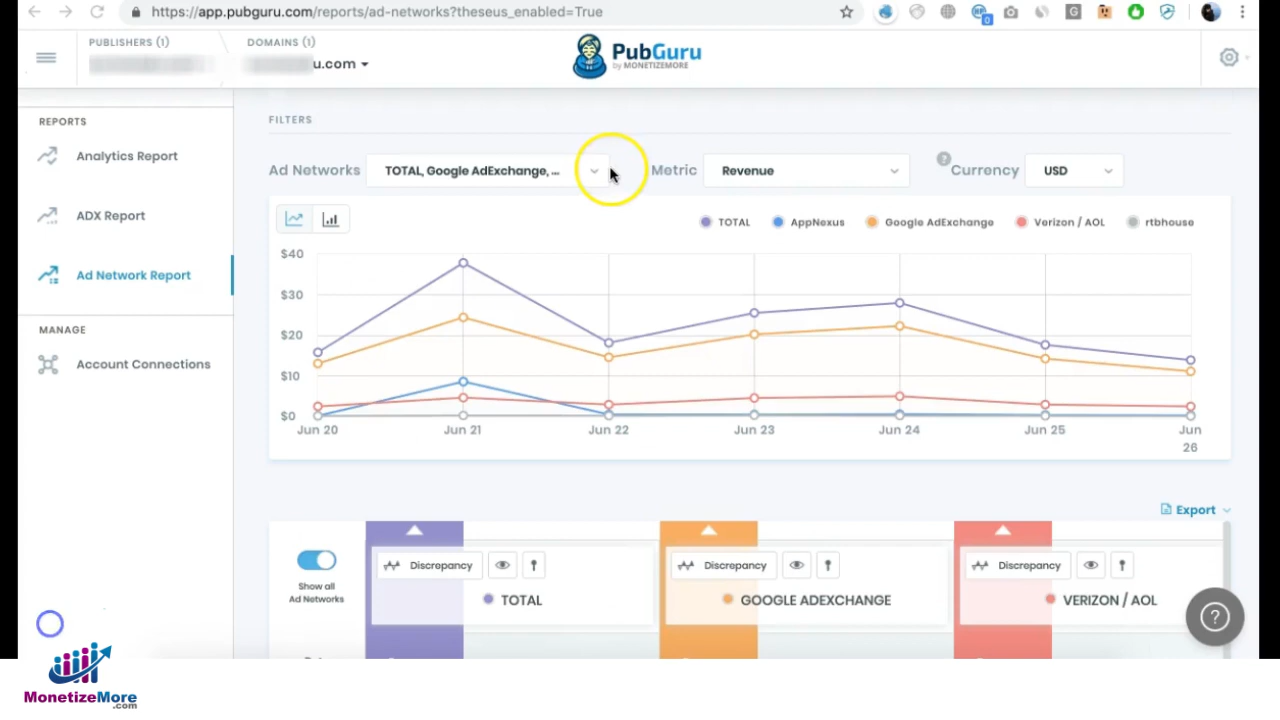 https://app.pubguru.com/reports/ad-networks?theseus_enabled=True
0
G
PUBLISHERS (1)
DOMAINS (1)
u.com
PubGuru
by MONETIZEMORE
REPORTS
Analytics Report
ADX Report
Ad Network Report
MANAGE
Account Connections
FILTERS
Ad Networks
TOTAL, Google AdExchange, ...
Metric
Revenue
?
Currency
USD
TOTAL
AppNexus
Google AdExchange
Verizon / AOL
rtbhouse
$40
$30
$20
$10
$0
Jun 20
Jun 21
Jun 22
Jun 23
Jun 24
Jun 25
Jun 26
Export
Show all
Ad Networks
Discrepancy
TOTAL
Discrepancy
GOOGLE ADEXCHANGE
Discrepancy
VERIZON / AOL
?
MonetizeMore
.com